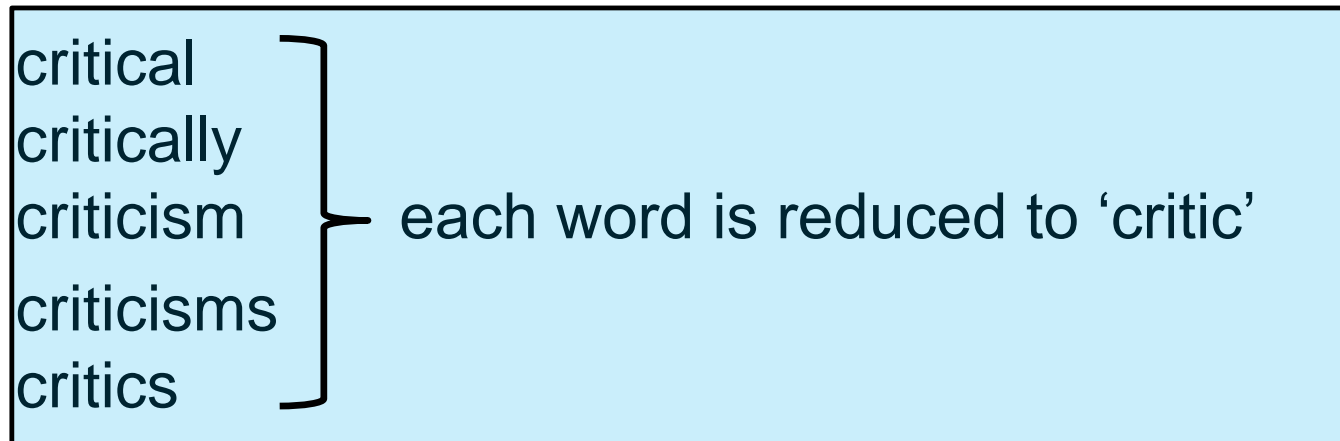 critical
critically
criticism
each word is reduced to ‘critic’
criticisms
critics